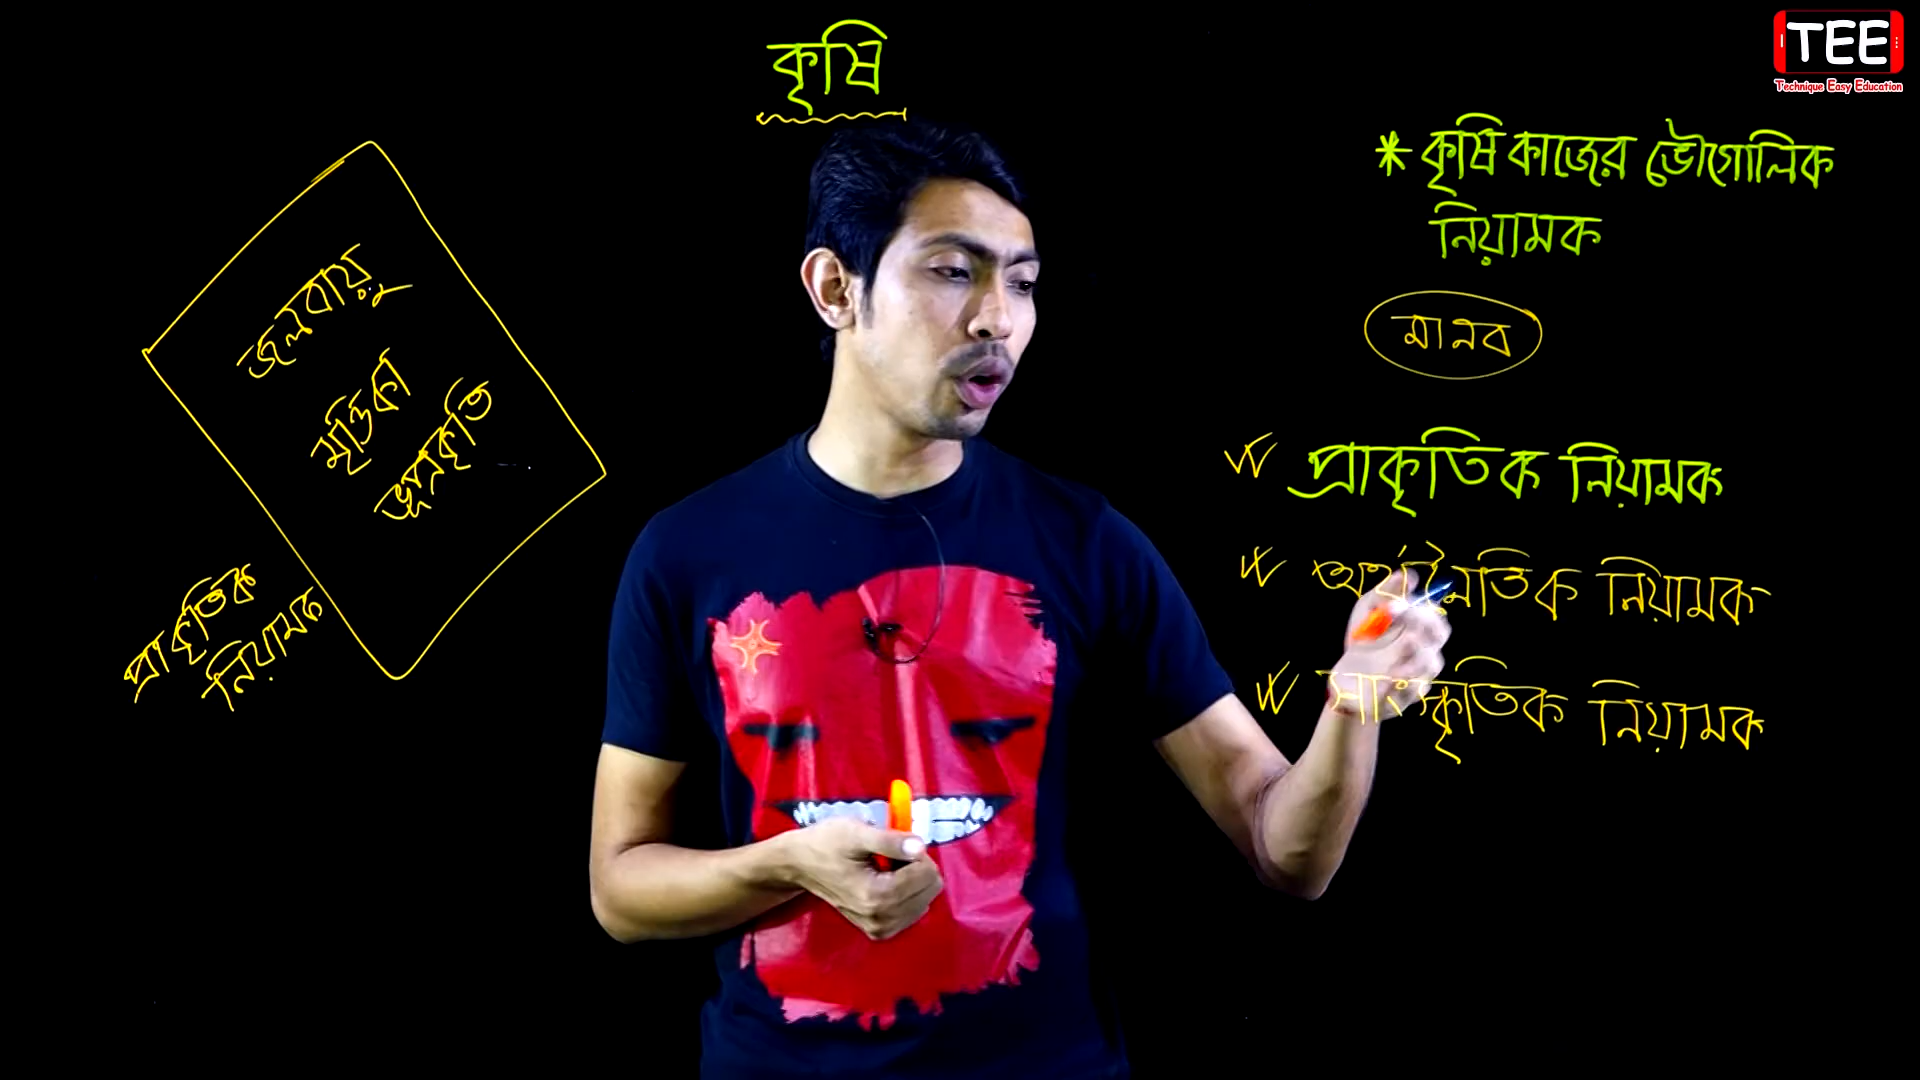 কৃষি
TEE
Technique Easy Education
* কৃষি কাজের ভৌগোলিক
নিয়ামক
মানব
প্রাকৃতিক নিয়ামক
অর্থনৈতিক নিয়ামক
সাংস্কৃতিক নিয়ামক
জলবায়ু
মৃত্তিকা
ভূপ্রকৃতি
প্রাকৃতিক
নিয়ামক